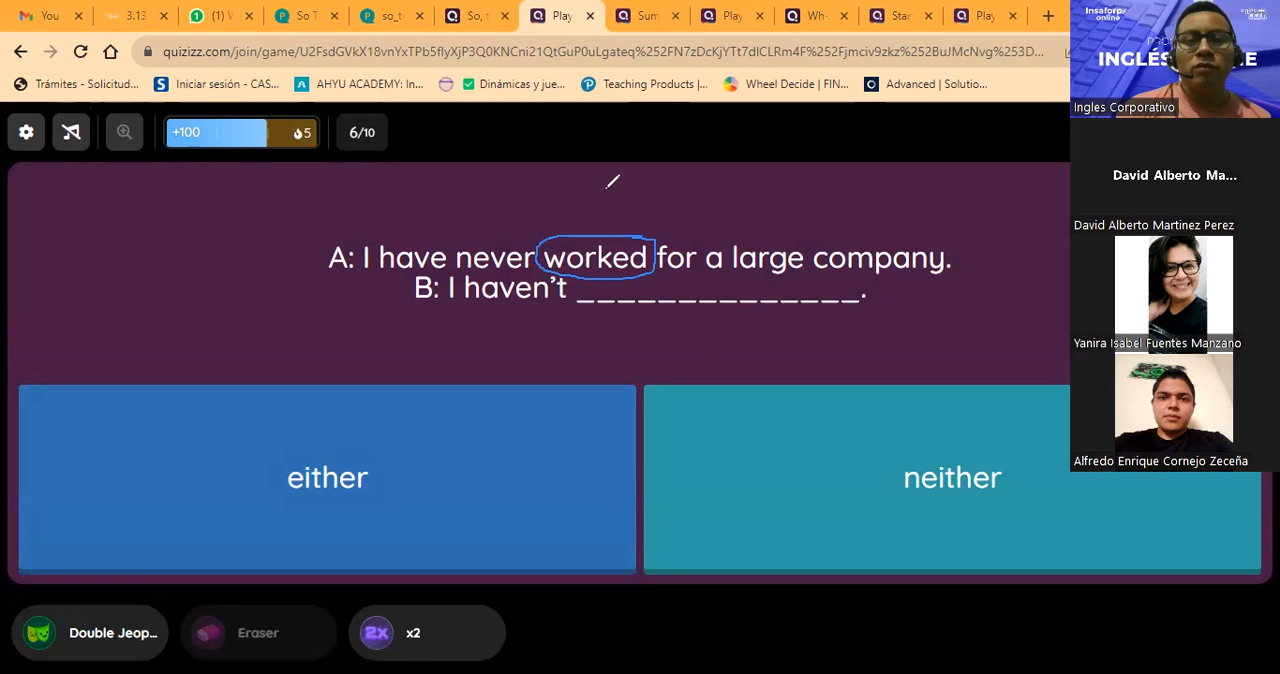 You
3.13
(1) V
So T
so_t
So, t
Play
Sum
Play
Wh-
Star
Play
quizizz.com/join/game/U2FsdGVkX18vnYxTPb5flyXjP3Q0KNCni21QtGuP0uLgateq%252FN7zDcKjYTt7dlCLRm4F%252Fjmciv9zkz%252BuJMcNvg%253D...
Trámites - Solicitud...
Iniciar sesión - CAS...
AHYU ACADEMY: In...
Dinámicas y jue...
Teaching Products |...
Wheel Decide | FIN...
Advanced | Solutio...
Insaforp
online
INGLÉS
E
Ingles Corporativo
+100
5
6/10
David Alberto Ma...
David Alberto Martinez Perez
A: I have never worked for a large company.
B: I haven't ______________.
Yanira Isabel Fuentes Manzano
Alfredo Enrique Cornejo Zeceña
either
neither
Double Jeop...
Eraser
2X
x2